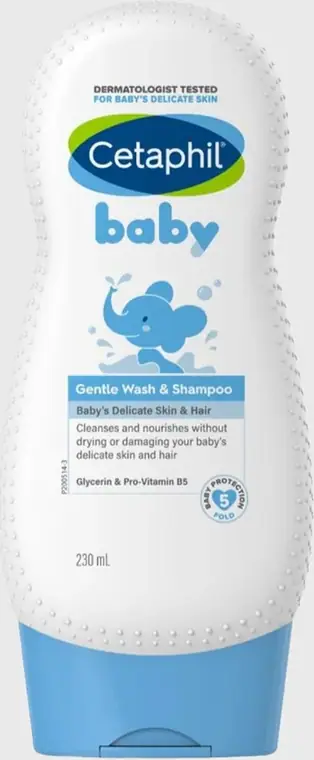 DERMATOLOGIST TESTED
FOR BABY'S DELICATE SKIN
Cetaphil®
baby
Gentle Wash & Shampoo
Baby's Delicate Skin & Hair
Cleanses and nourishes without
drying or damaging your baby's
delicate skin and hair
Glycerin & Pro-Vitamin B5
BABY PROTECTION
5
FOLD
P200514-3
230 mL